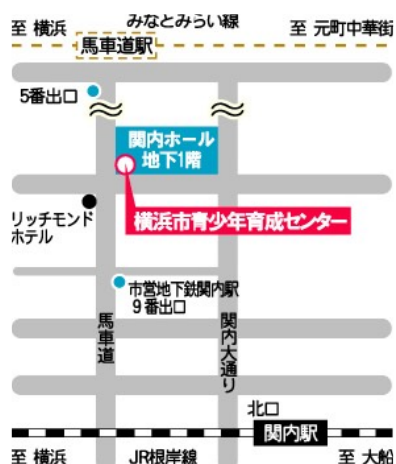 みなとみらい線
至 横浜
至 元町中華街
馬車道駅
5番出口
関内ホール
地下1階
横浜市青少年育成センター
リッチモンド
ホテル
市営地下鉄関内駅
9番出口
馬車道
関内大通り
北口
関内駅
至 横浜
JR根岸線
至 大船